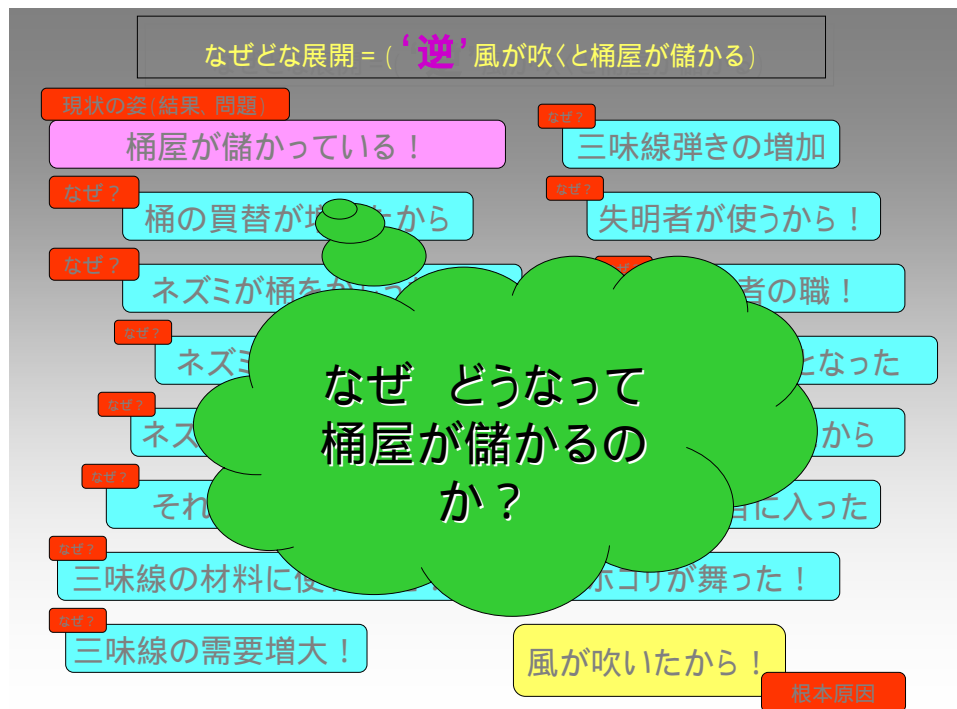 なぜどな展開=(‘逆’風が吹くと桶屋が儲かる)
現状の姿(結果、問題)
桶屋が儲かっている!
なぜ?
桶の買替が
たから
なぜ?
ネズミが桶を
なぜ?
ネズミ
なぜ?
ネズ
なぜ?
それ
なぜ?
三味線の材料に使
なぜ?
三味線の需要増大!
なぜ?
三味線弾きの増加
なぜ?
失明者が使うから!
者の職!
となった
から
に入った
ホコリが舞った!
風が吹いたから!
根本原因
なぜ どうなって
桶屋が儲かるの
か?